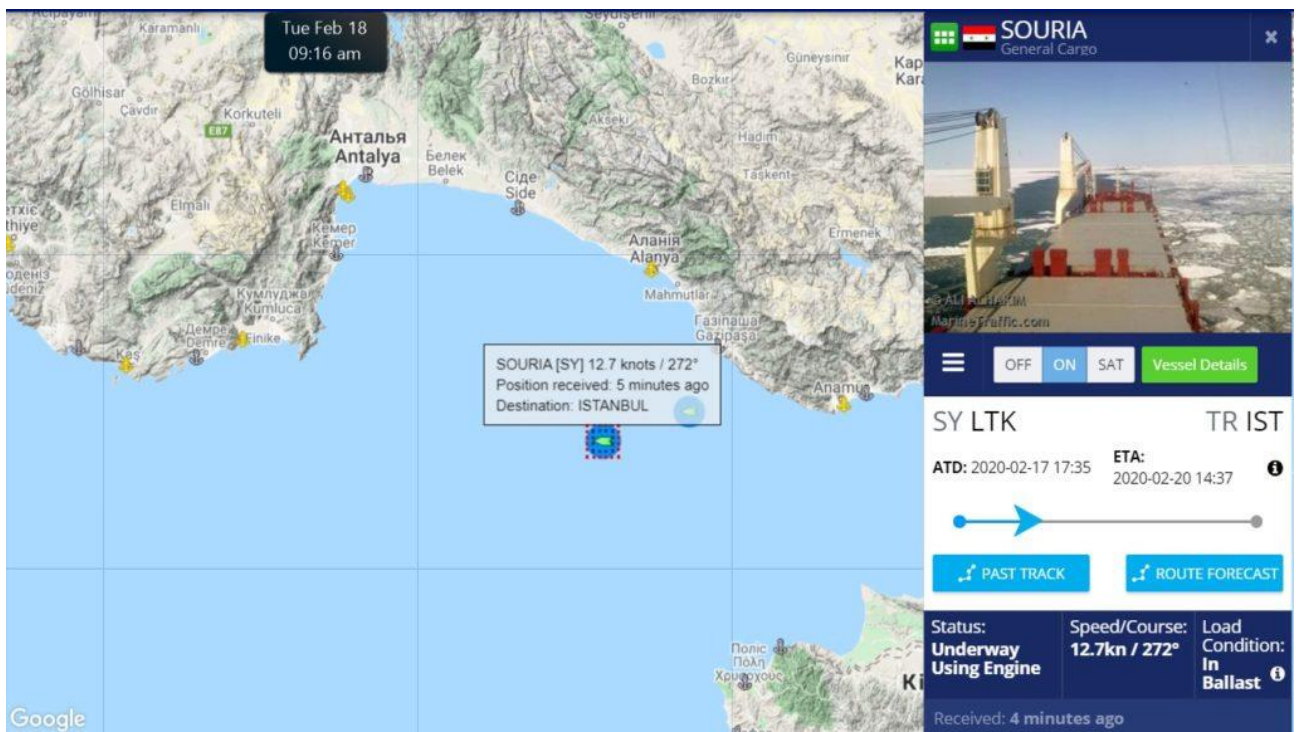 Tue Feb 18
09:16 am
Karamanlı
Gölhisar
Çavdır
Korkuteli
E87
Анталья
Antalya
Белек
Belek
Сіде
Side
Akseki
Bozkır
Güneysınır
Hadim
Taşkent
Ermenek
Elmalı
Кемер
Kemer
Кумлуджа
Kumluca
Демре
Demre
Finike
Kaş
Аланія
Alanya
Mahmutlar
Газіпаша
Gazipaşa
Anamur
SOURIA [SY] 12.7 knots / 272°
Position received: 5 minutes ago
Destination: ISTANBUL
Поліс
Πόλη
Χρυσοχούς
Google
SOURIA
General Cargo
© ALI ALHAKIM
MarineTraffic.com
OFF ON SAT Vessel Details
SY LTK TR IST
ATD: 2020-02-17 17:35
ETA:
2020-02-20 14:37
PAST TRACK ROUTE FORECAST
Status:
Underway
Using Engine
Speed/Course:
12.7kn / 272°
Load
Condition:
In
Ballast
Received: 4 minutes ago